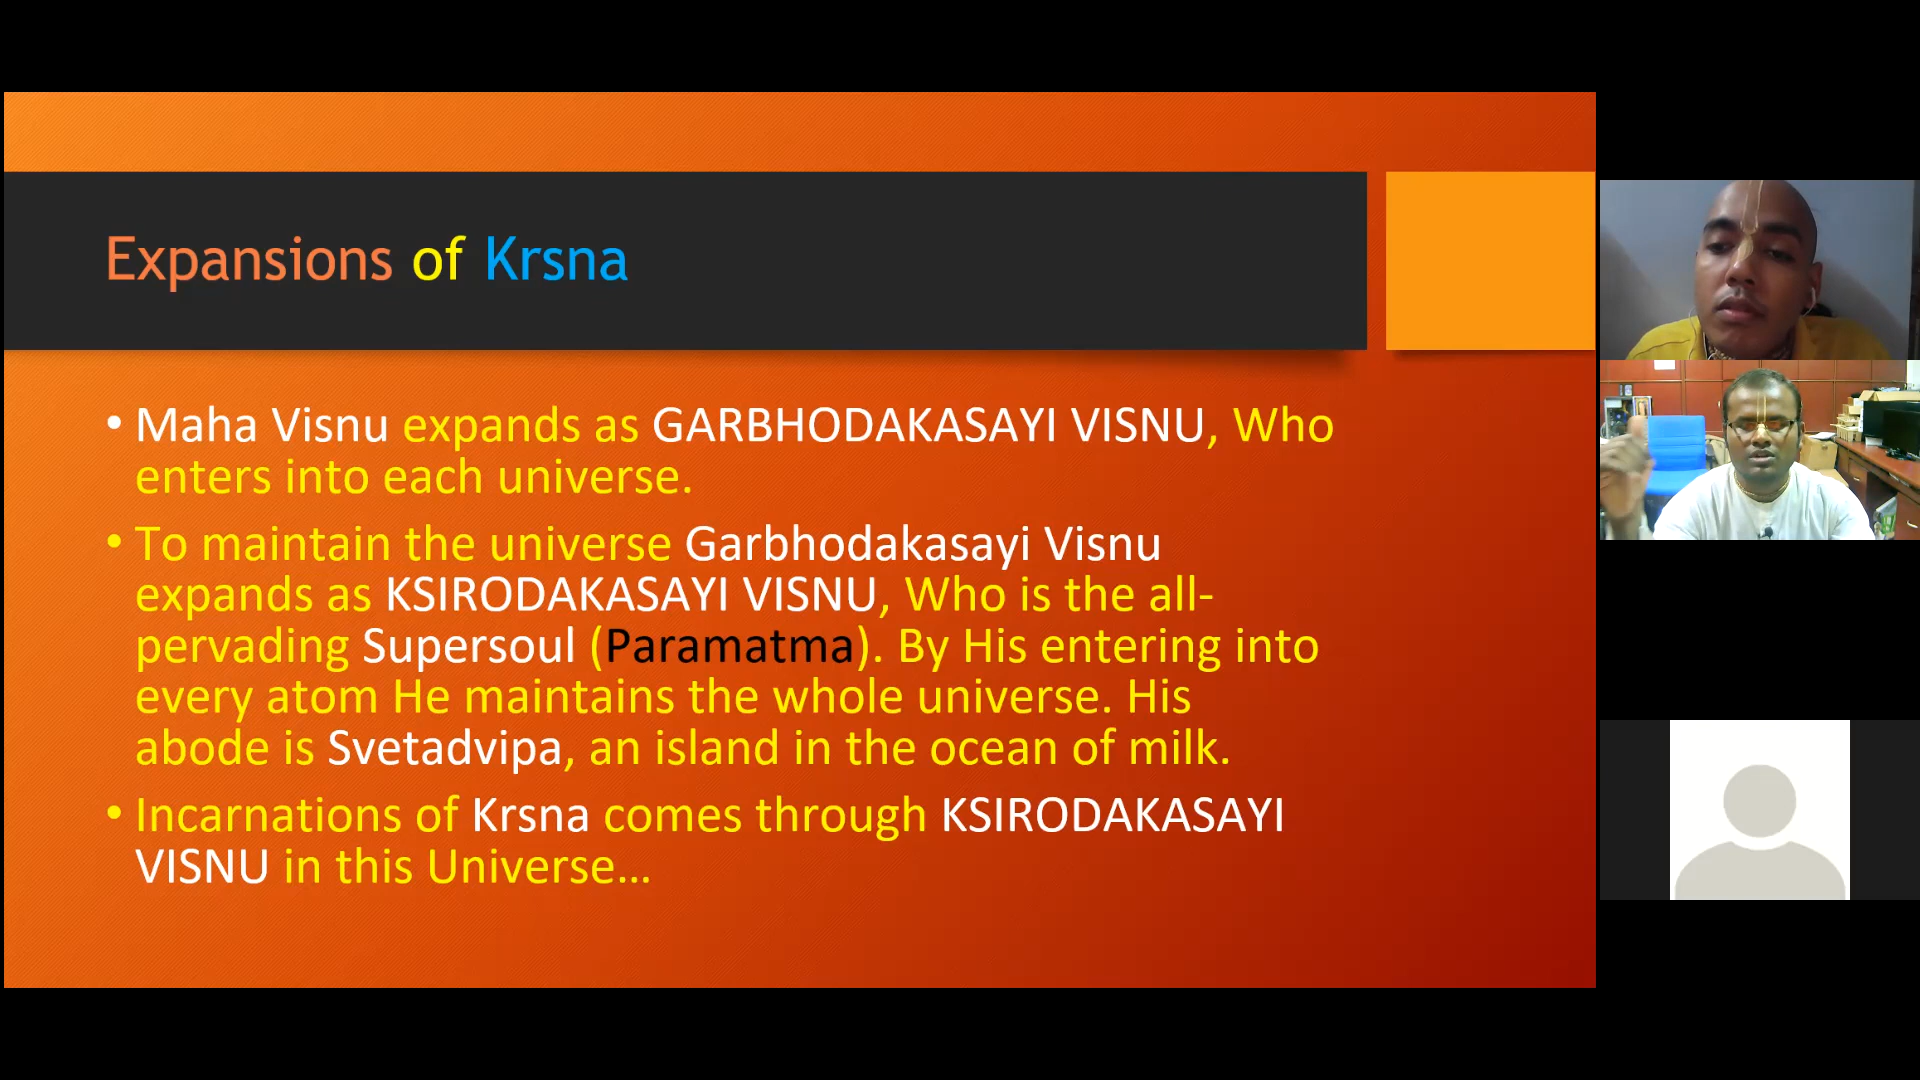 Expansions of Krsna
• Maha Visnu expands as GARBHODAKASAYI VISNU, Who
enters into each universe.
• To maintain the universe Garbhodakasayi Visnu
expands as KSIRODAKASAYI VISNU, Who is the all-
pervading Supersoul (Paramatma). By His entering into
every atom He maintains the whole universe. His
abode is Svetadvipa, an island in the ocean of milk.
• Incarnations of Krsna comes through KSIRODAKASAYI
VISNU in this Universe...